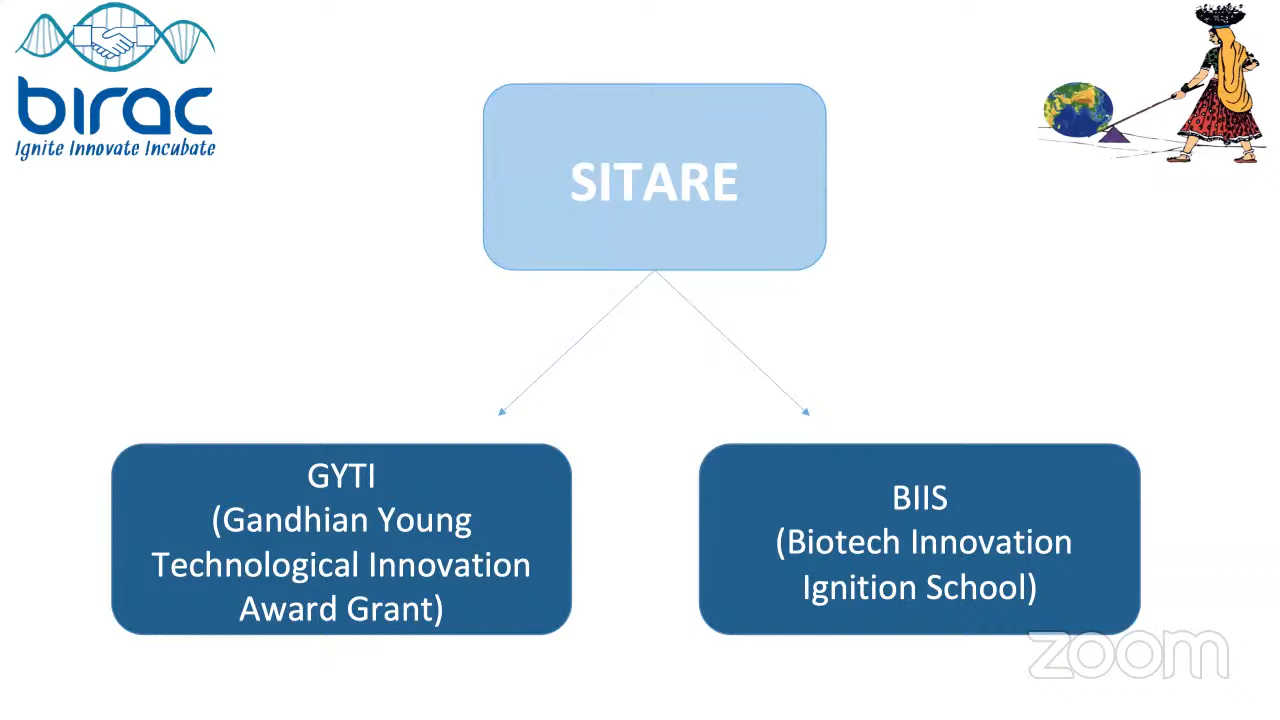 birac
Ignite Innovate Incubate
SITARE
GYTI
(Gandhian Young
Technological Innovation
Award Grant)
BIIS
(Biotech Innovation
Ignition School)
zoom